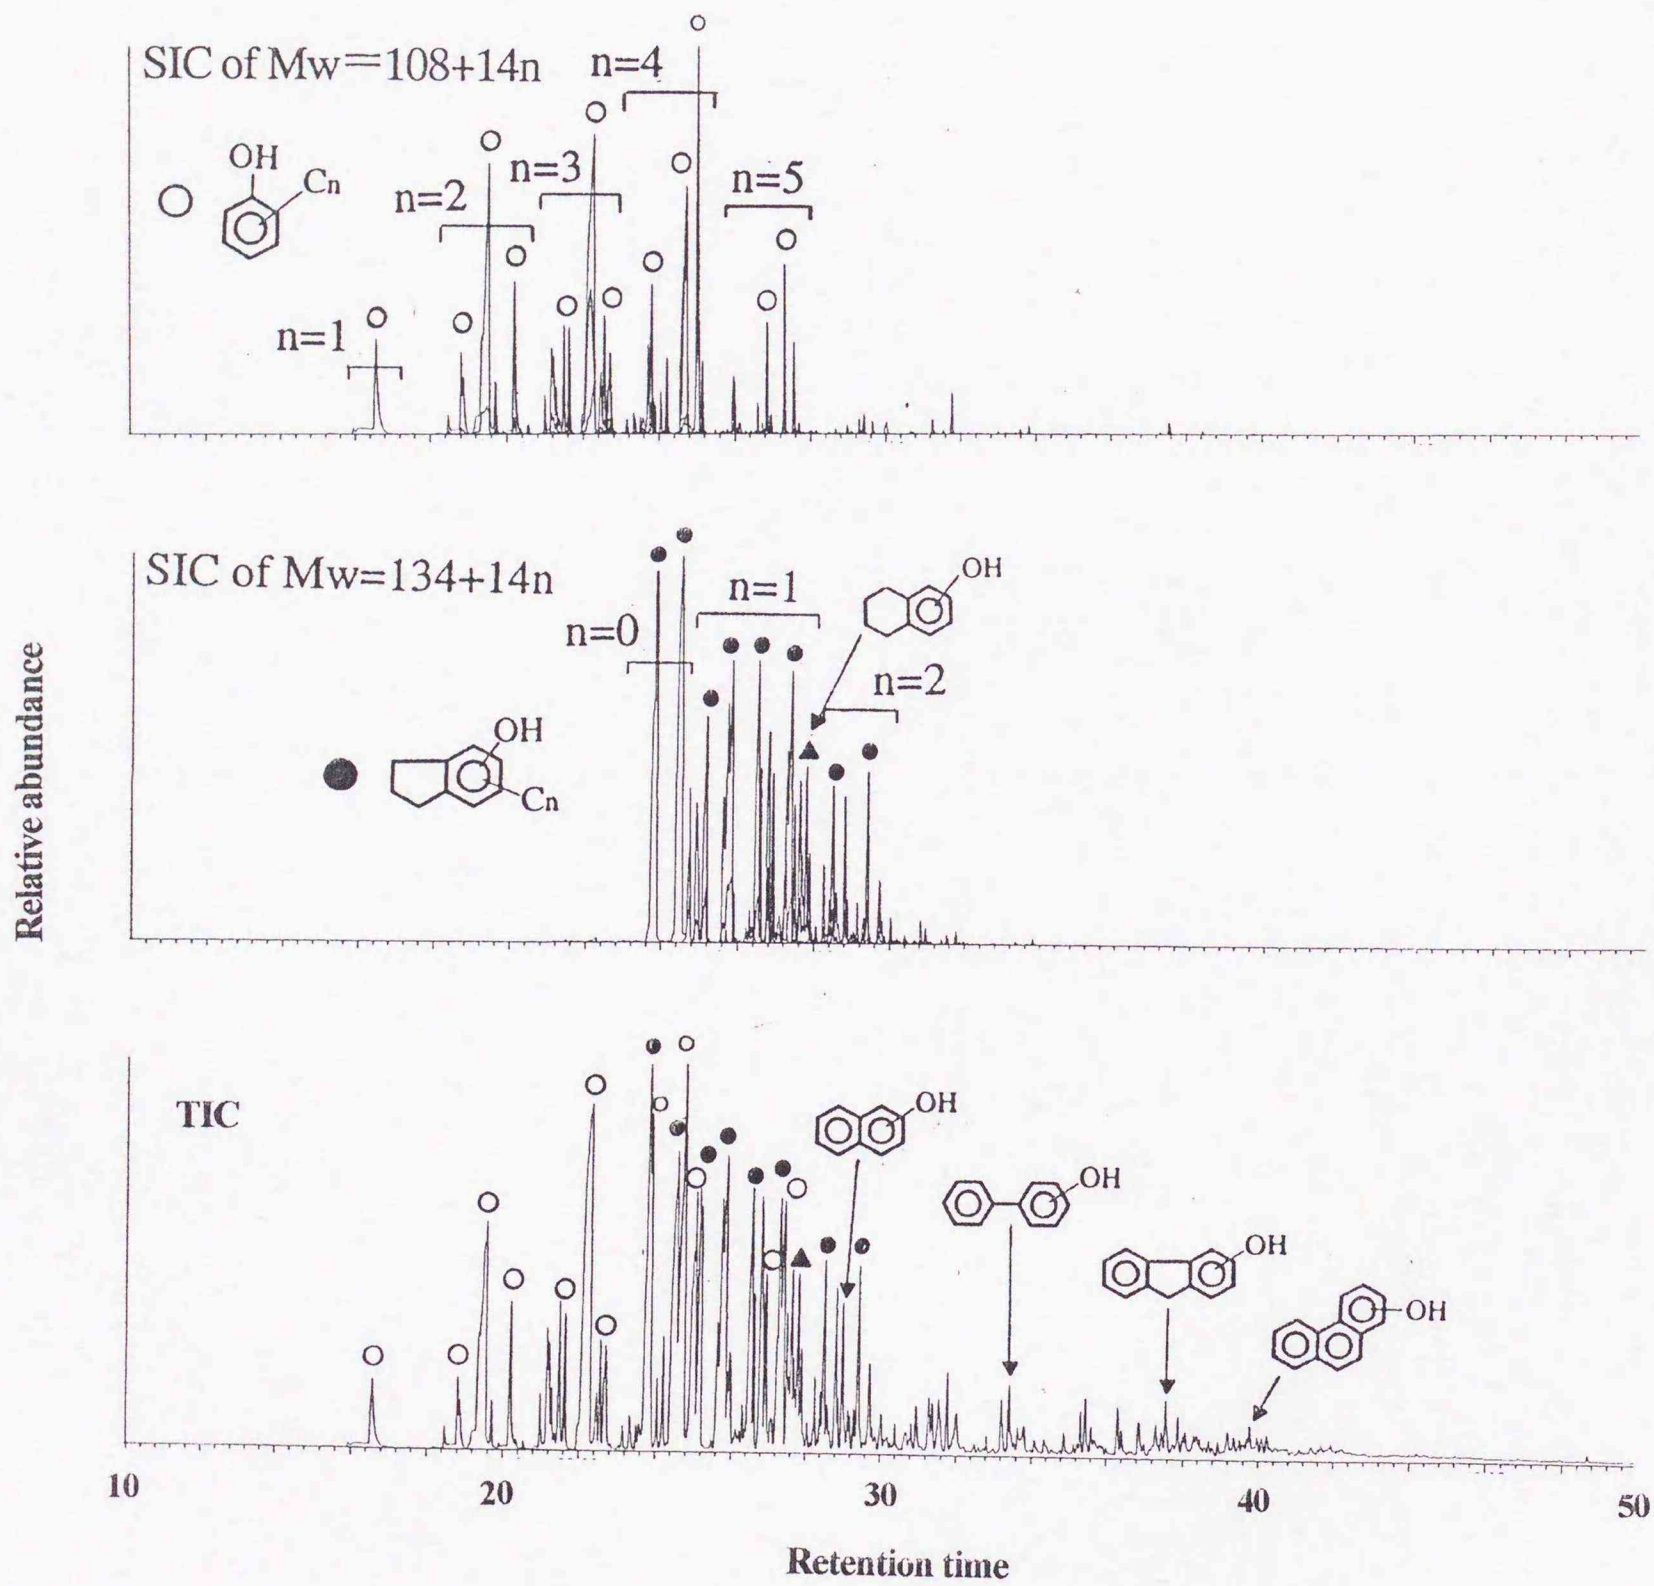 SIC of Mw=108+14n
n=4
OH
Cn
n=3
n=2
n=5
n=1
SIC of Mw=134+14n
n=1
OH
n=0
n=2
OH
Cn
Relative abundance
TIC
OH
OH
OH
OH
10
20
30
40
50
Retention time